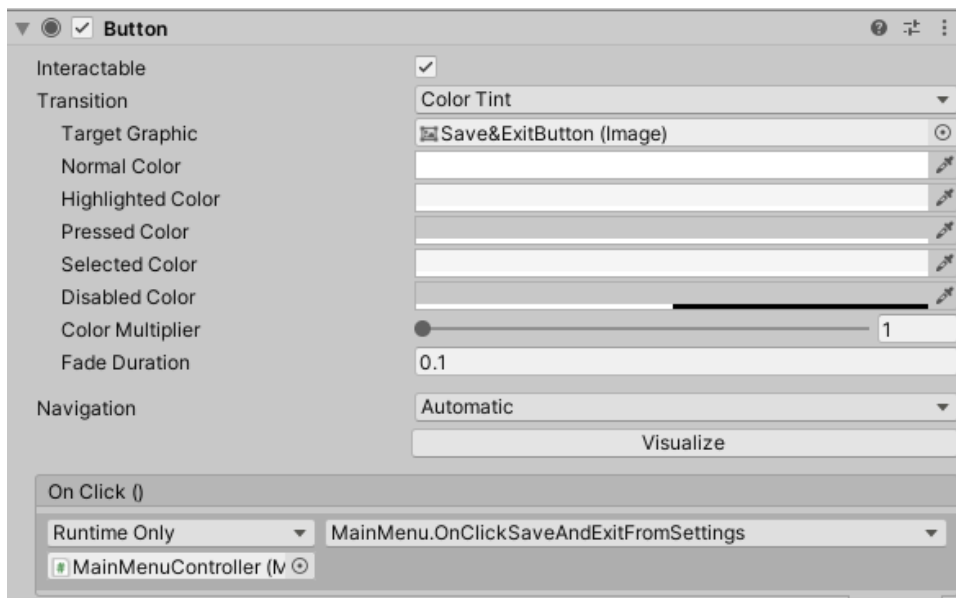 Button
Interactable
Transition Color Tint
Target Graphic Save&ExitButton (Image)
Normal Color
Highlighted Color
Pressed Color
Selected Color
Disabled Color
Color Multiplier 1
Fade Duration 0.1
Navigation Automatic
Visualize
On Click ()
Runtime Only MainMenu.OnClickSaveAndExitFromSettings
MainMenuController (M